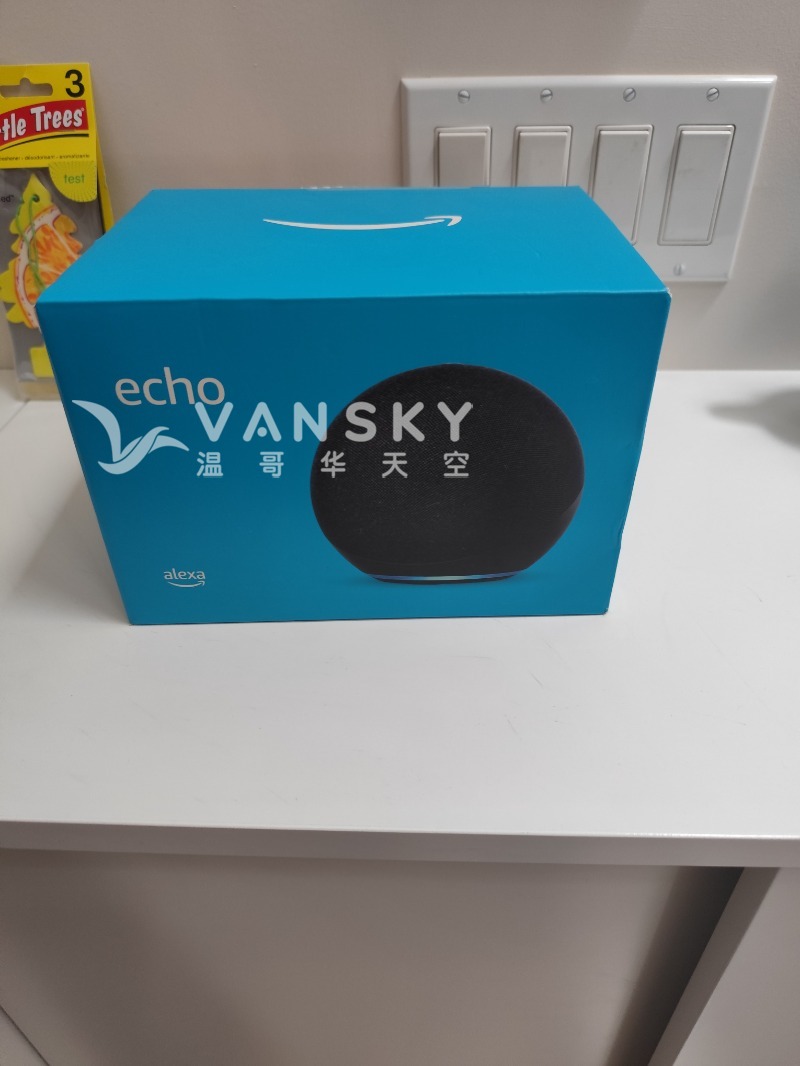 3
tle Trees
test
echo
VANSKY
温哥华天空
alexa